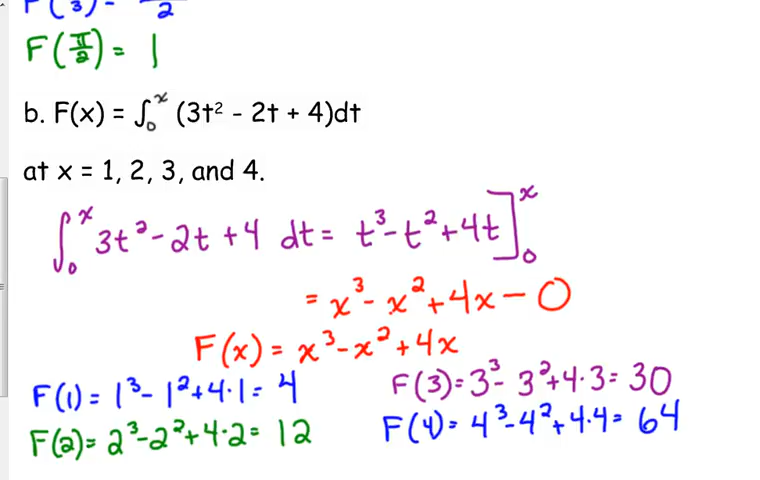 F(π/3) = /2
F(π/2) = 1
b. F(x) = ∫₀ˣ (3t² - 2t + 4)dt
at x = 1, 2, 3, and 4.
∫₀ˣ 3t² - 2t + 4 dt = t³ - t² + 4t]₀ˣ
= x³ - x² + 4x - 0
F(x) = x³ - x² + 4x
F(1) = 1³ - 1² + 4·1 = 4
F(2) = 2³ - 2² + 4·2 = 12
F(3) = 3³ - 3² + 4·3 = 30
F(4) = 4³ - 4² + 4·4 = 64